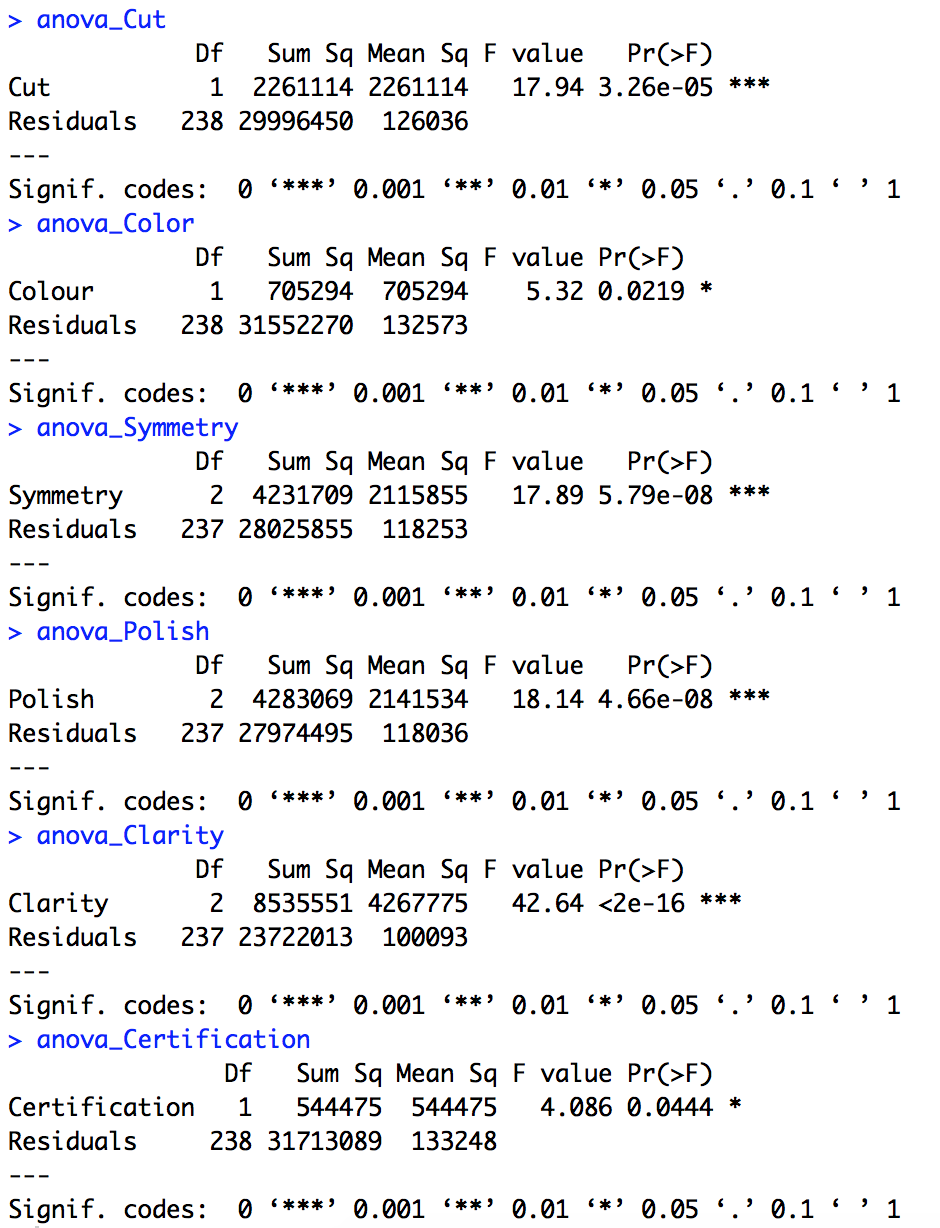 > anova_Cut
             Df   Sum Sq Mean Sq F value   Pr(>F)
Cut           1  2261114 2261114   17.94 3.26e-05 ***
Residuals   238 29996450  126036
---
Signif. codes:  0 ‘***’ 0.001 ‘**’ 0.01 ‘*’ 0.05 ‘.’ 0.1 ‘ ’ 1
> anova_Color
             Df   Sum Sq Mean Sq F value Pr(>F)
Colour        1   705294  705294    5.32 0.0219 *
Residuals   238 31552270  132573
---
Signif. codes:  0 ‘***’ 0.001 ‘**’ 0.01 ‘*’ 0.05 ‘.’ 0.1 ‘ ’ 1
> anova_Symmetry
             Df   Sum Sq Mean Sq F value   Pr(>F)
Symmetry      2  4231709 2115855   17.89 5.79e-08 ***
Residuals   237 28025855  118253
---
Signif. codes:  0 ‘***’ 0.001 ‘**’ 0.01 ‘*’ 0.05 ‘.’ 0.1 ‘ ’ 1
> anova_Polish
             Df   Sum Sq Mean Sq F value   Pr(>F)
Polish        2  4283069 2141534   18.14 4.66e-08 ***
Residuals   237 27974495  118036
---
Signif. codes:  0 ‘***’ 0.001 ‘**’ 0.01 ‘*’ 0.05 ‘.’ 0.1 ‘ ’ 1
> anova_Clarity
             Df   Sum Sq Mean Sq F value Pr(>F)
Clarity       2  8535551 4267775   42.64 <2e-16 ***
Residuals   237 23722013  100093
---
Signif. codes:  0 ‘***’ 0.001 ‘**’ 0.01 ‘*’ 0.05 ‘.’ 0.1 ‘ ’ 1
> anova_Certification
               Df   Sum Sq Mean Sq F value Pr(>F)
Certification   1   544475  544475   4.086 0.0444 *
Residuals     238 31713089  133248
---
Signif. codes:  0 ‘***’ 0.001 ‘**’ 0.01 ‘*’ 0.05 ‘.’ 0.1 ‘ ’ 1